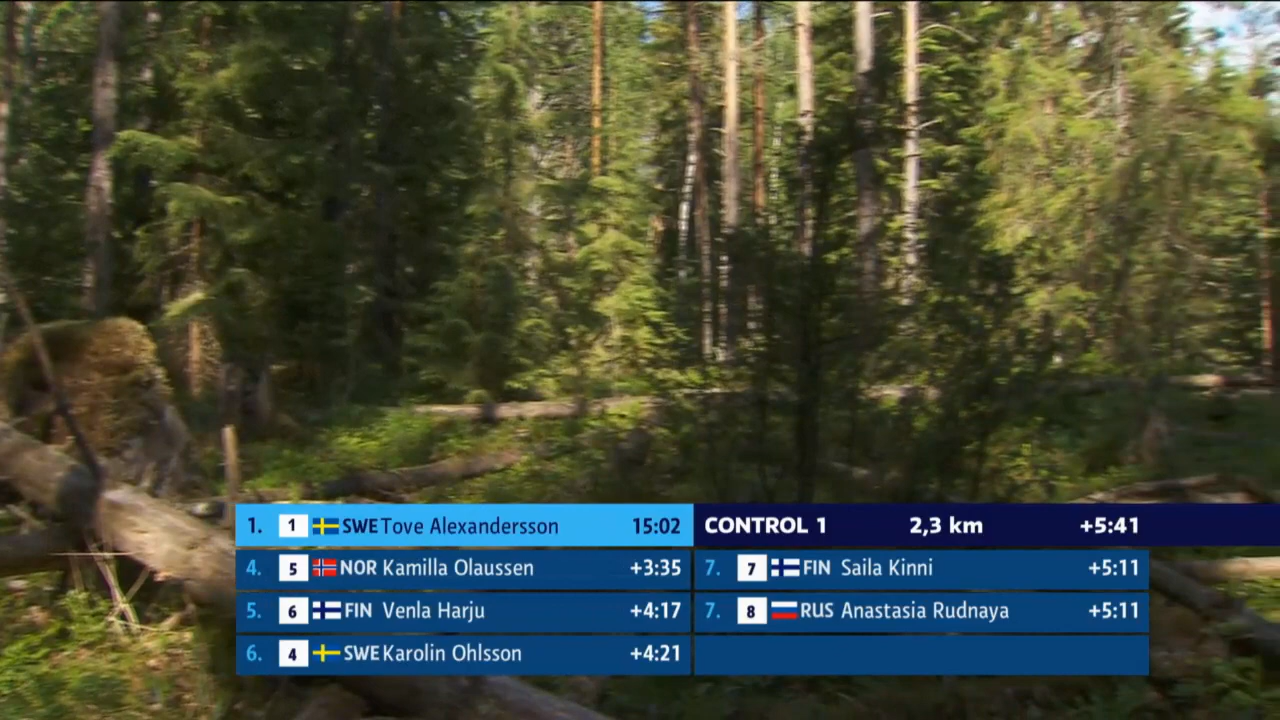 1. 1 SWE Tove Alexandersson 15:02
CONTROL 1 2,3 km +5:41
4. 5 NOR Kamilla Olaussen +3:35
5. 6 FIN Venla Harju +4:17
6. 4 SWE Karolin Ohlsson +4:21
7. 7 FIN Saila Kinni +5:11
7. 8 RUS Anastasia Rudnaya +5:11